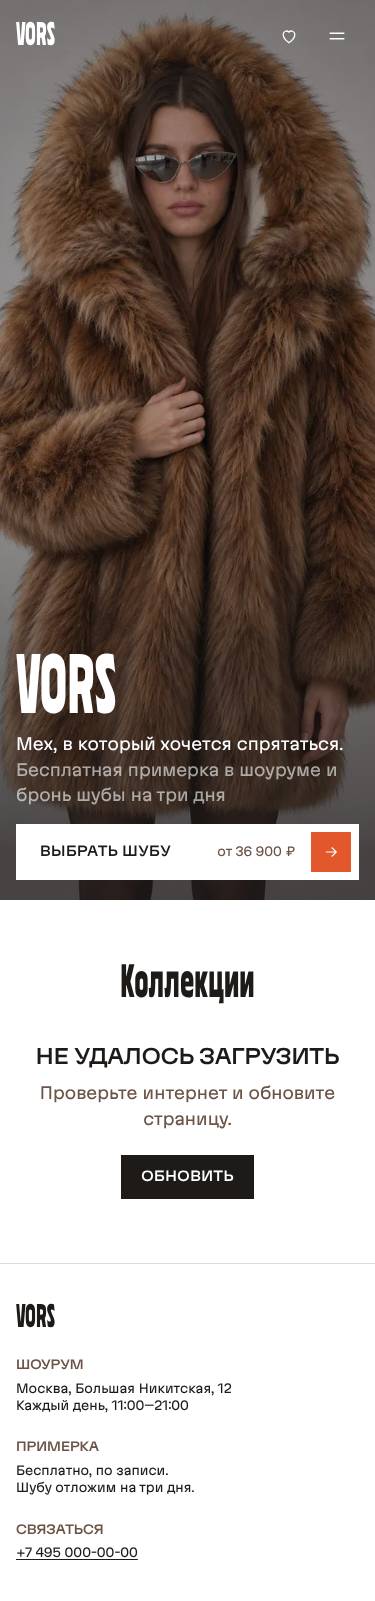 VORS
VORS
Мех, в который хочется спрятаться.
Бесплатная примерка в шоуруме и
бронь шубы на три дня
ВЫБРАТЬ ШУБУ от 36 900 ₽
Коллекции
НЕ УДАЛОСЬ ЗАГРУЗИТЬ
Проверьте интернет и обновите
страницу.
ОБНОВИТЬ
VORS
ШОУРУМ
Москва, Большая Никитская, 12
Каждый день, 11:00—21:00
ПРИМЕРКА
Бесплатно, по записи.
Шубу отложим на три дня.
СВЯЗАТЬСЯ
+7 495 000-00-00